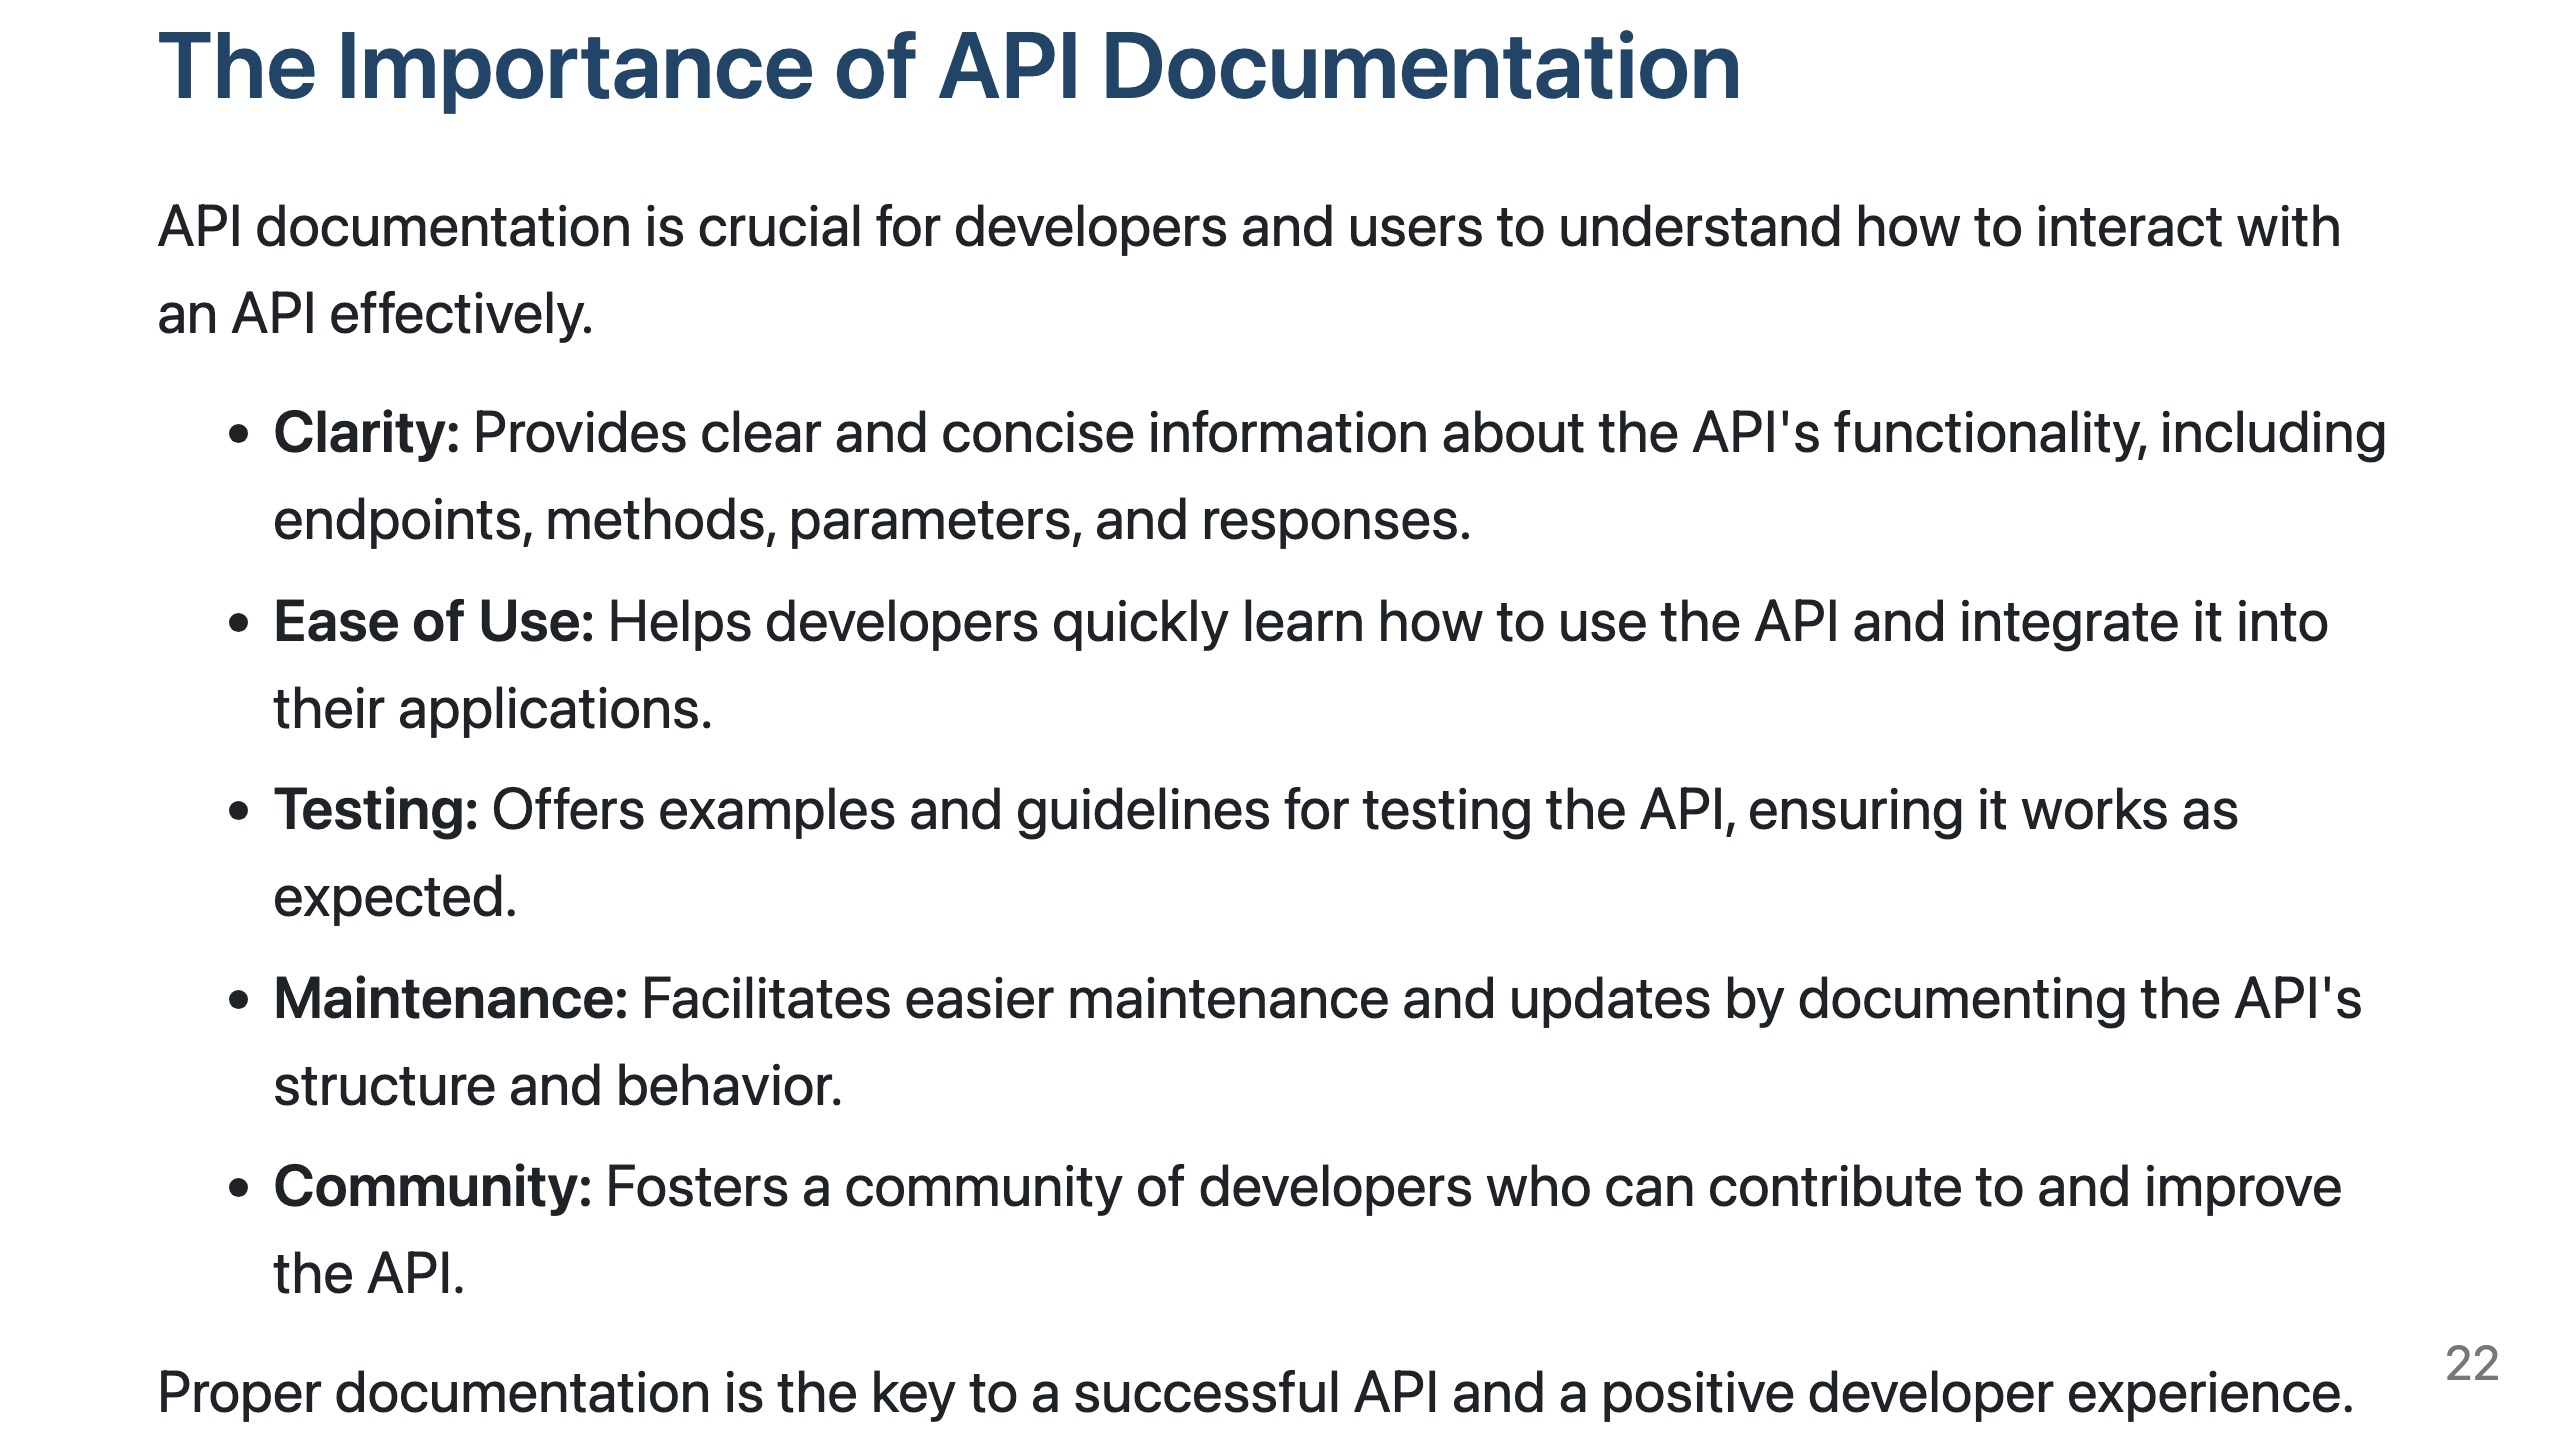 The Importance of API Documentation
API documentation is crucial for developers and users to understand how to interact with
an API effectively.
• Clarity: Provides clear and concise information about the API's functionality, including
endpoints, methods, parameters, and responses.
• Ease of Use: Helps developers quickly learn how to use the API and integrate it into
their applications.
• Testing: Offers examples and guidelines for testing the API, ensuring it works as
expected.
• Maintenance: Facilitates easier maintenance and updates by documenting the API's
structure and behavior.
• Community: Fosters a community of developers who can contribute to and improve
the API.
Proper documentation is the key to a successful API and a positive developer experience.
22